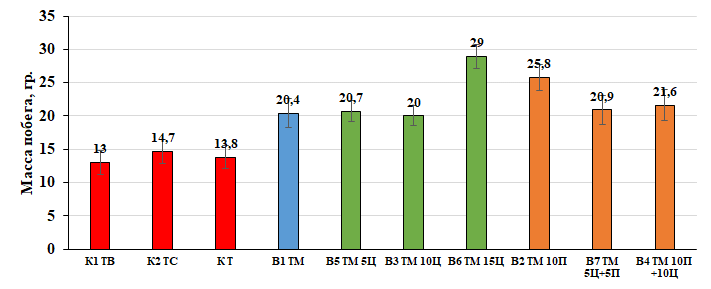 Масса побега, гр.
35
30
25
20
15
10
5
0
13
14,7
13,8
20,4
20,7
20
29
25,8
20,9
21,6
К1 ТВ
К2 ТС
К Т
В1 ТМ
В5 ТМ 5Ц
В3 ТМ 10Ц
В6 ТМ 15Ц
В2 ТМ 10П
В7 ТМ
5Ц+5П
В4 ТМ 10П
+10Ц